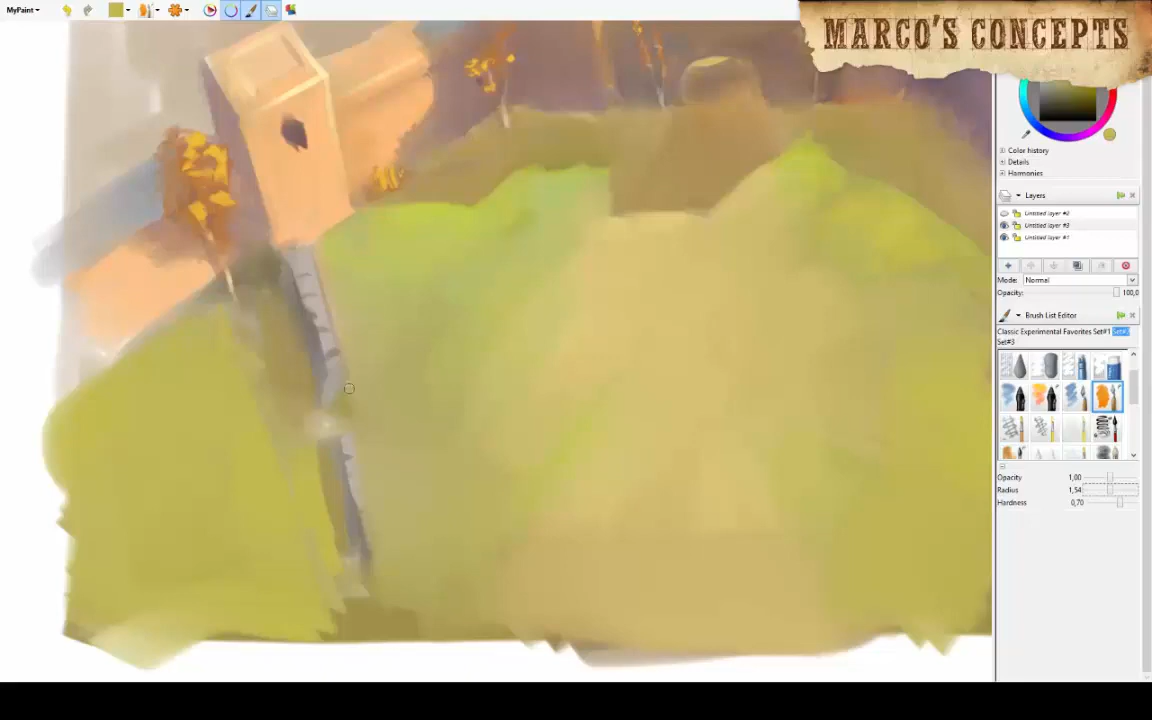 MyPaint
MARCO'S CONCEPTS
Color history
Details
Harmonies
Layers
Untitled layer #2
Untitled layer #3
Untitled layer #1
Mode: Normal
Opacity: 100,0
Brush List Editor
Classic Experimental Favorites Set#1 Set#2
Set#3
Opacity 1,00
Radius 1,54
Hardness 0,70